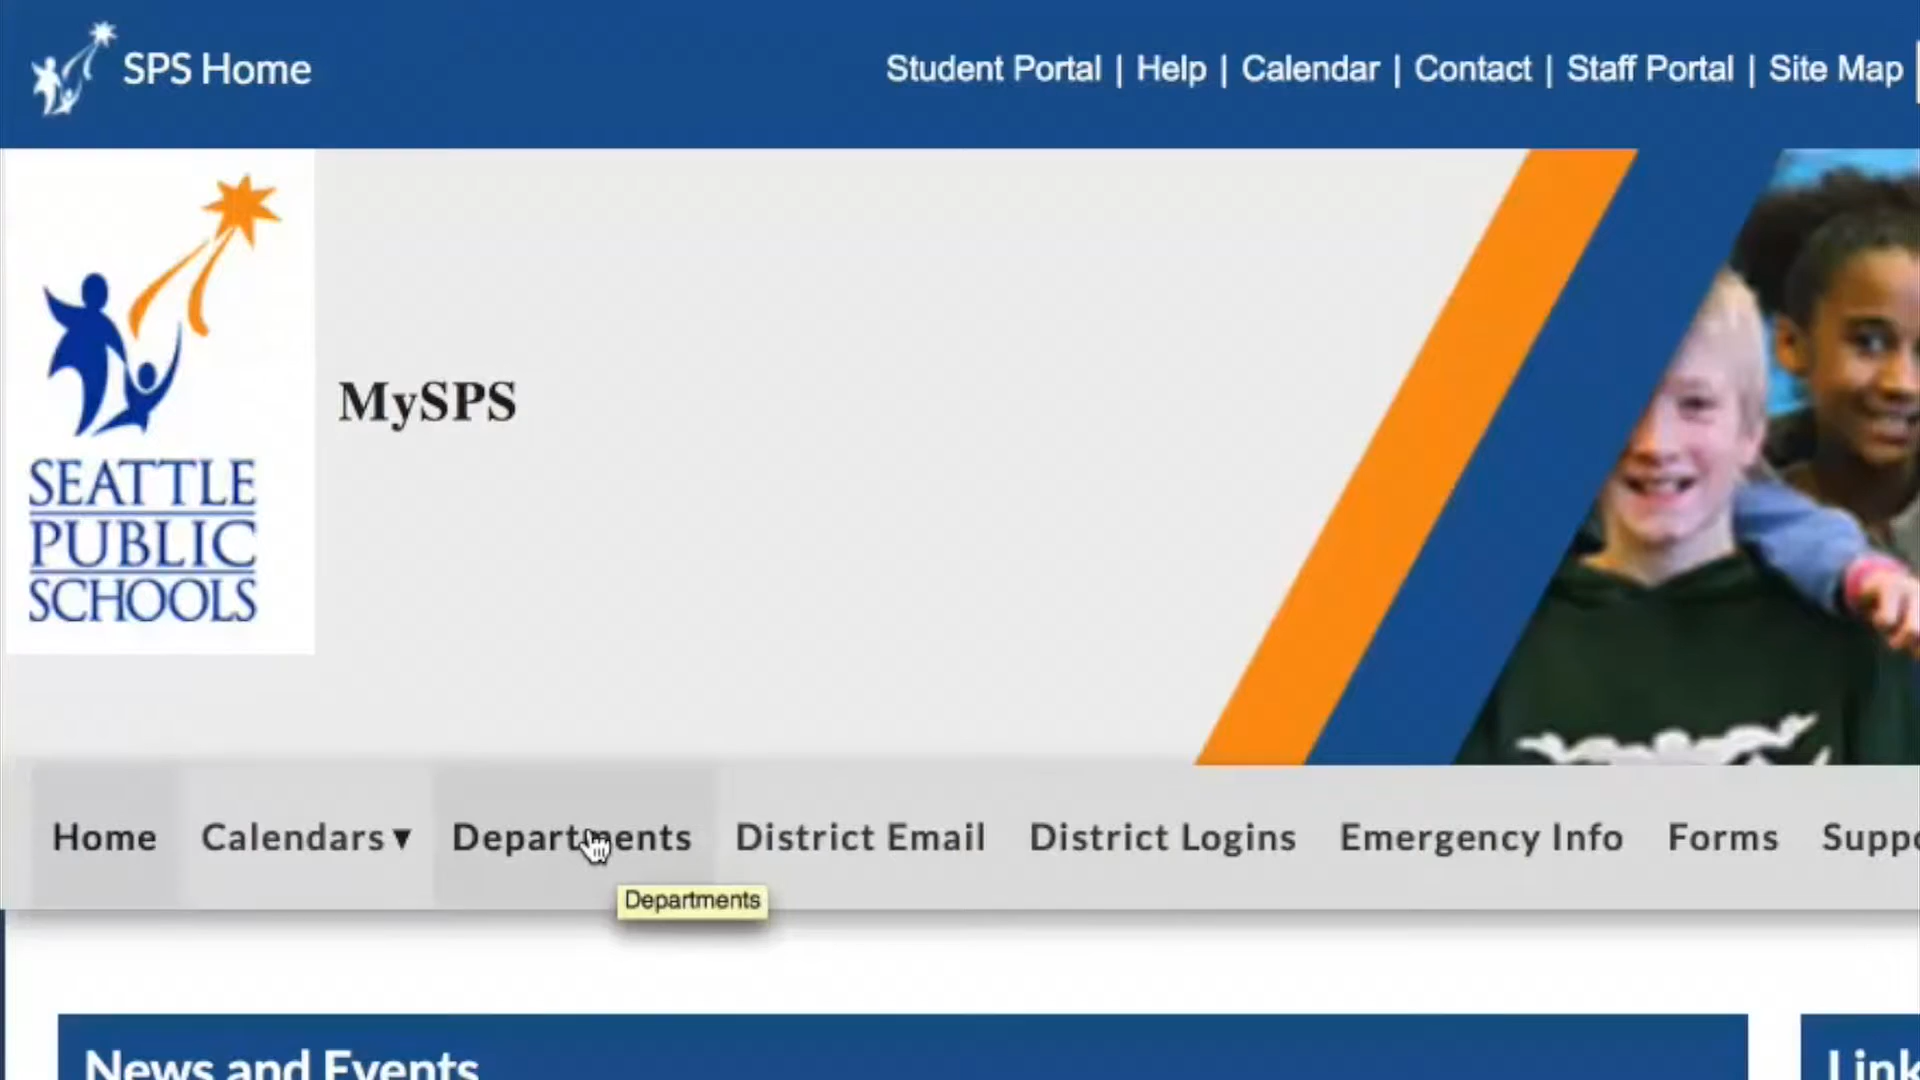 SPS Home
Student Portal | Help | Calendar | Contact | Staff Portal | Site Map
SEATTLE
PUBLIC
SCHOOLS
MySPS
Home Calendars ▾ Departments District Email District Logins Emergency Info Forms
Departments
News and Events